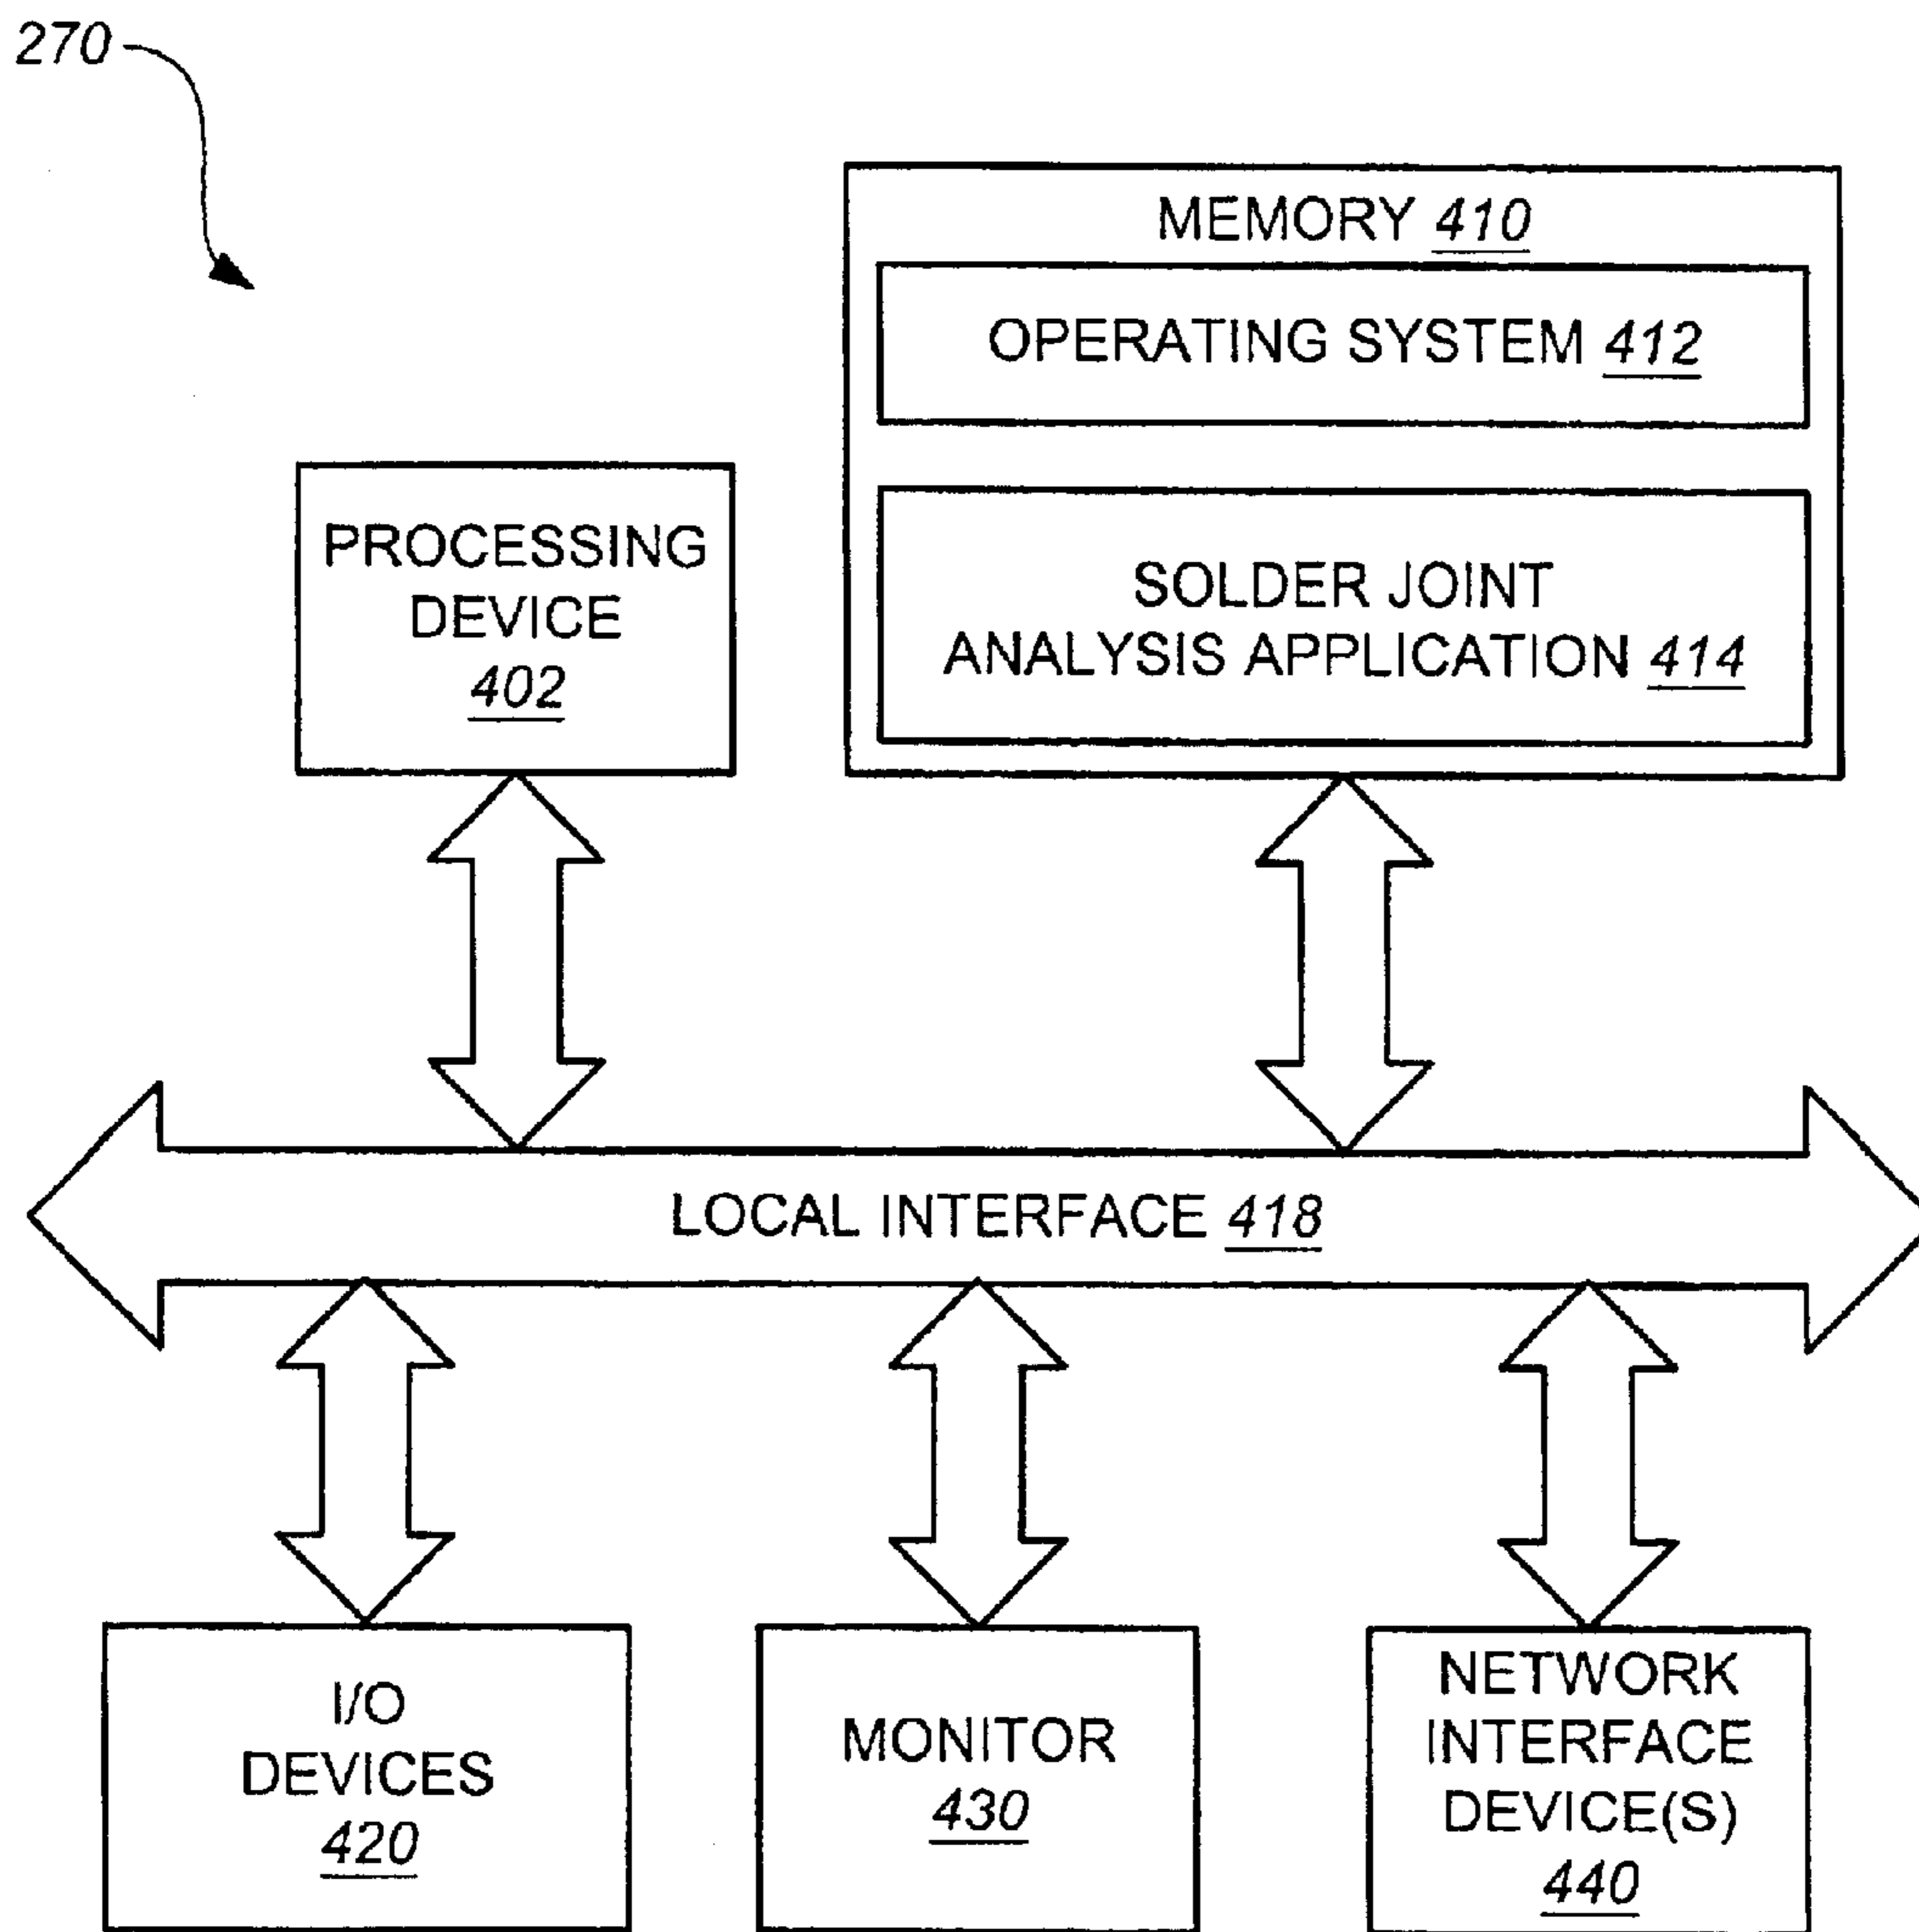 270
MEMORY 410
OPERATING SYSTEM 412
SOLDER JOINT
ANALYSIS APPLICATION 414
PROCESSING
DEVICE
402
LOCAL INTERFACE 418
I/O
DEVICES
420
MONITOR
430
NETWORK
INTERFACE
DEVICE(S)
440